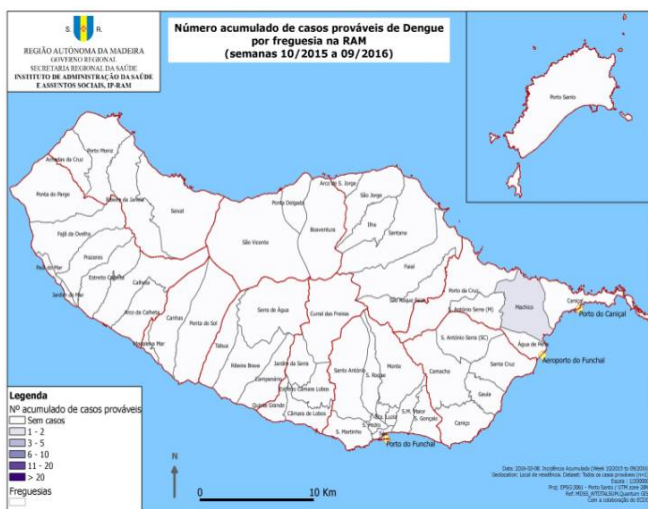 S. R.
REGIÃO AUTÓNOMA DA MADEIRA
GOVERNO REGIONAL
SECRETARIA REGIONAL DA SAÚDE
INSTITUTO DE ADMINISTRAÇÃO DA SAÚDE
E ASSUNTOS SOCIAIS, IP-RAM
Número acumulado de casos prováveis de Dengue
por freguesia na RAM
(semanas 10/2015 a 09/2016)
Porto Santo
Porto Moniz
Achadas da Cruz
Ribeira da Janela
Ponta do Pargo
Seixal
Fajã da Ovelha
Prazeres
Paul do Mar
Estreito Calheta
Jardim do Mar
Calheta
Arco da Calheta
Madalena Mar
Canhas
Ponta do Sol
São Vicente
Ponta Delgada
Boaventura
Arco de S. Jorge
São Jorge
Ilha
Santana
Faial
São Roque Faial
Porto da Cruz
S. António Serra (M)
Machico
Caniçal
Porto do Caniçal
Água de Pena
Aeroporto do Funchal
S. António Serra (SC)
Santa Cruz
Camacha
Gaula
Caniço
Serra de Água
Curral das Freiras
Tabua
Ribeira Brava
Campanário
Jardim da Serra
Estreito Câmara Lobos
Quinta Grande
Câmara de Lobos
Santo António
S. Roque
Monte
S. Martinho
S. Pedro
Sta. Luzia
S.M. Maior
S. Gonçalo
Porto do Funchal
Legenda
Nº acumulado de casos prováveis
Sem casos
1 - 2
3 - 5
6 - 10
11 - 20
> 20
Freguesias
N
0 10 Km